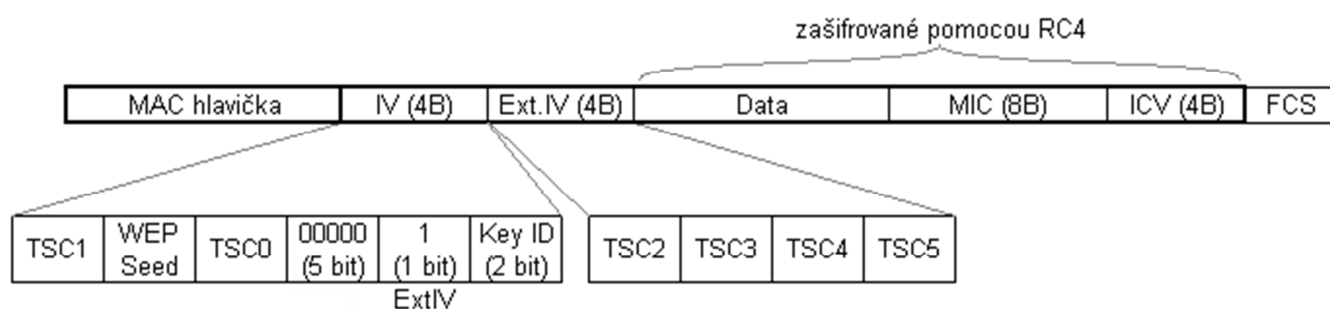 zašifrované pomocou RC4
MAC hlavička IV (4B) Ext.IV (4B) Data MIC (8B) ICV (4B) FCS
TSC1 WEP Seed TSC0 00000 (5 bit) 1 (1 bit) Key ID (2 bit) TSC2 TSC3 TSC4 TSC5
ExtIV